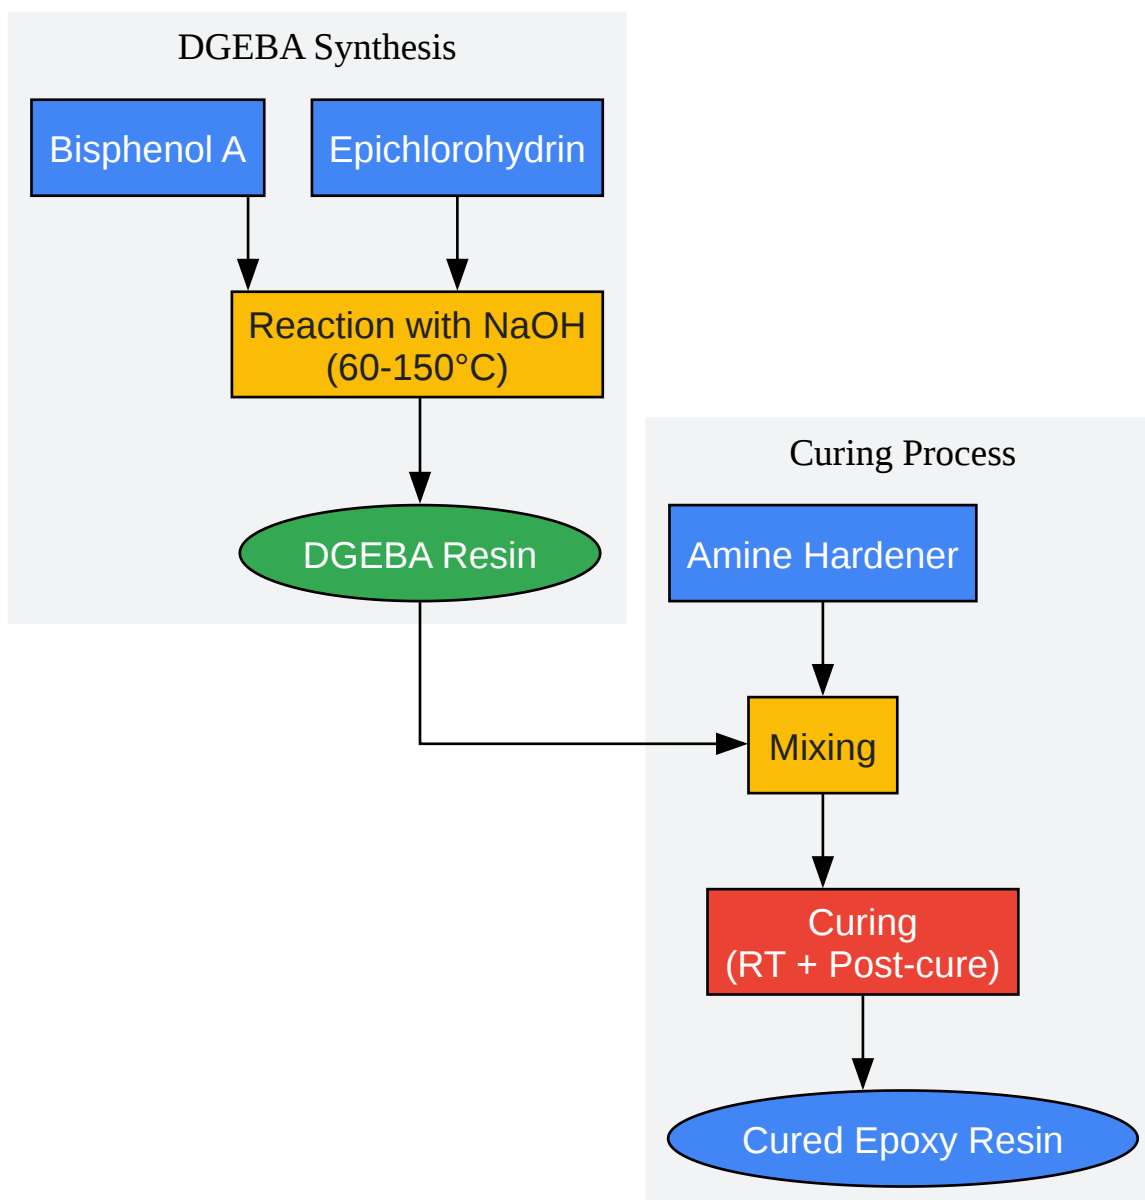 DGEBA Synthesis
Bisphenol A
Epichlorohydrin
Reaction with NaOH
(60-150°C)
DGEBA Resin
Curing Process
Amine Hardener
Mixing
Curing
(RT + Post-cure)
Cured Epoxy Resin